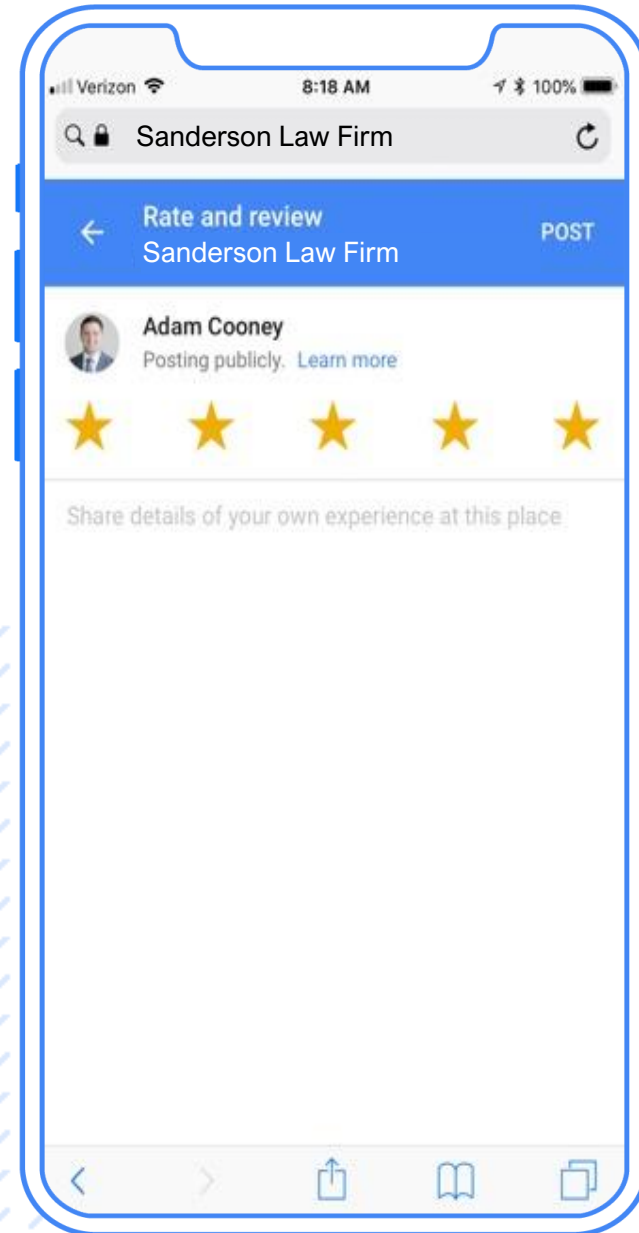 Verizon 8:18 AM 100%
Sanderson Law Firm
Rate and review
Sanderson Law Firm
POST
Adam Cooney
Posting publicly. Learn more
Share details of your own experience at this place